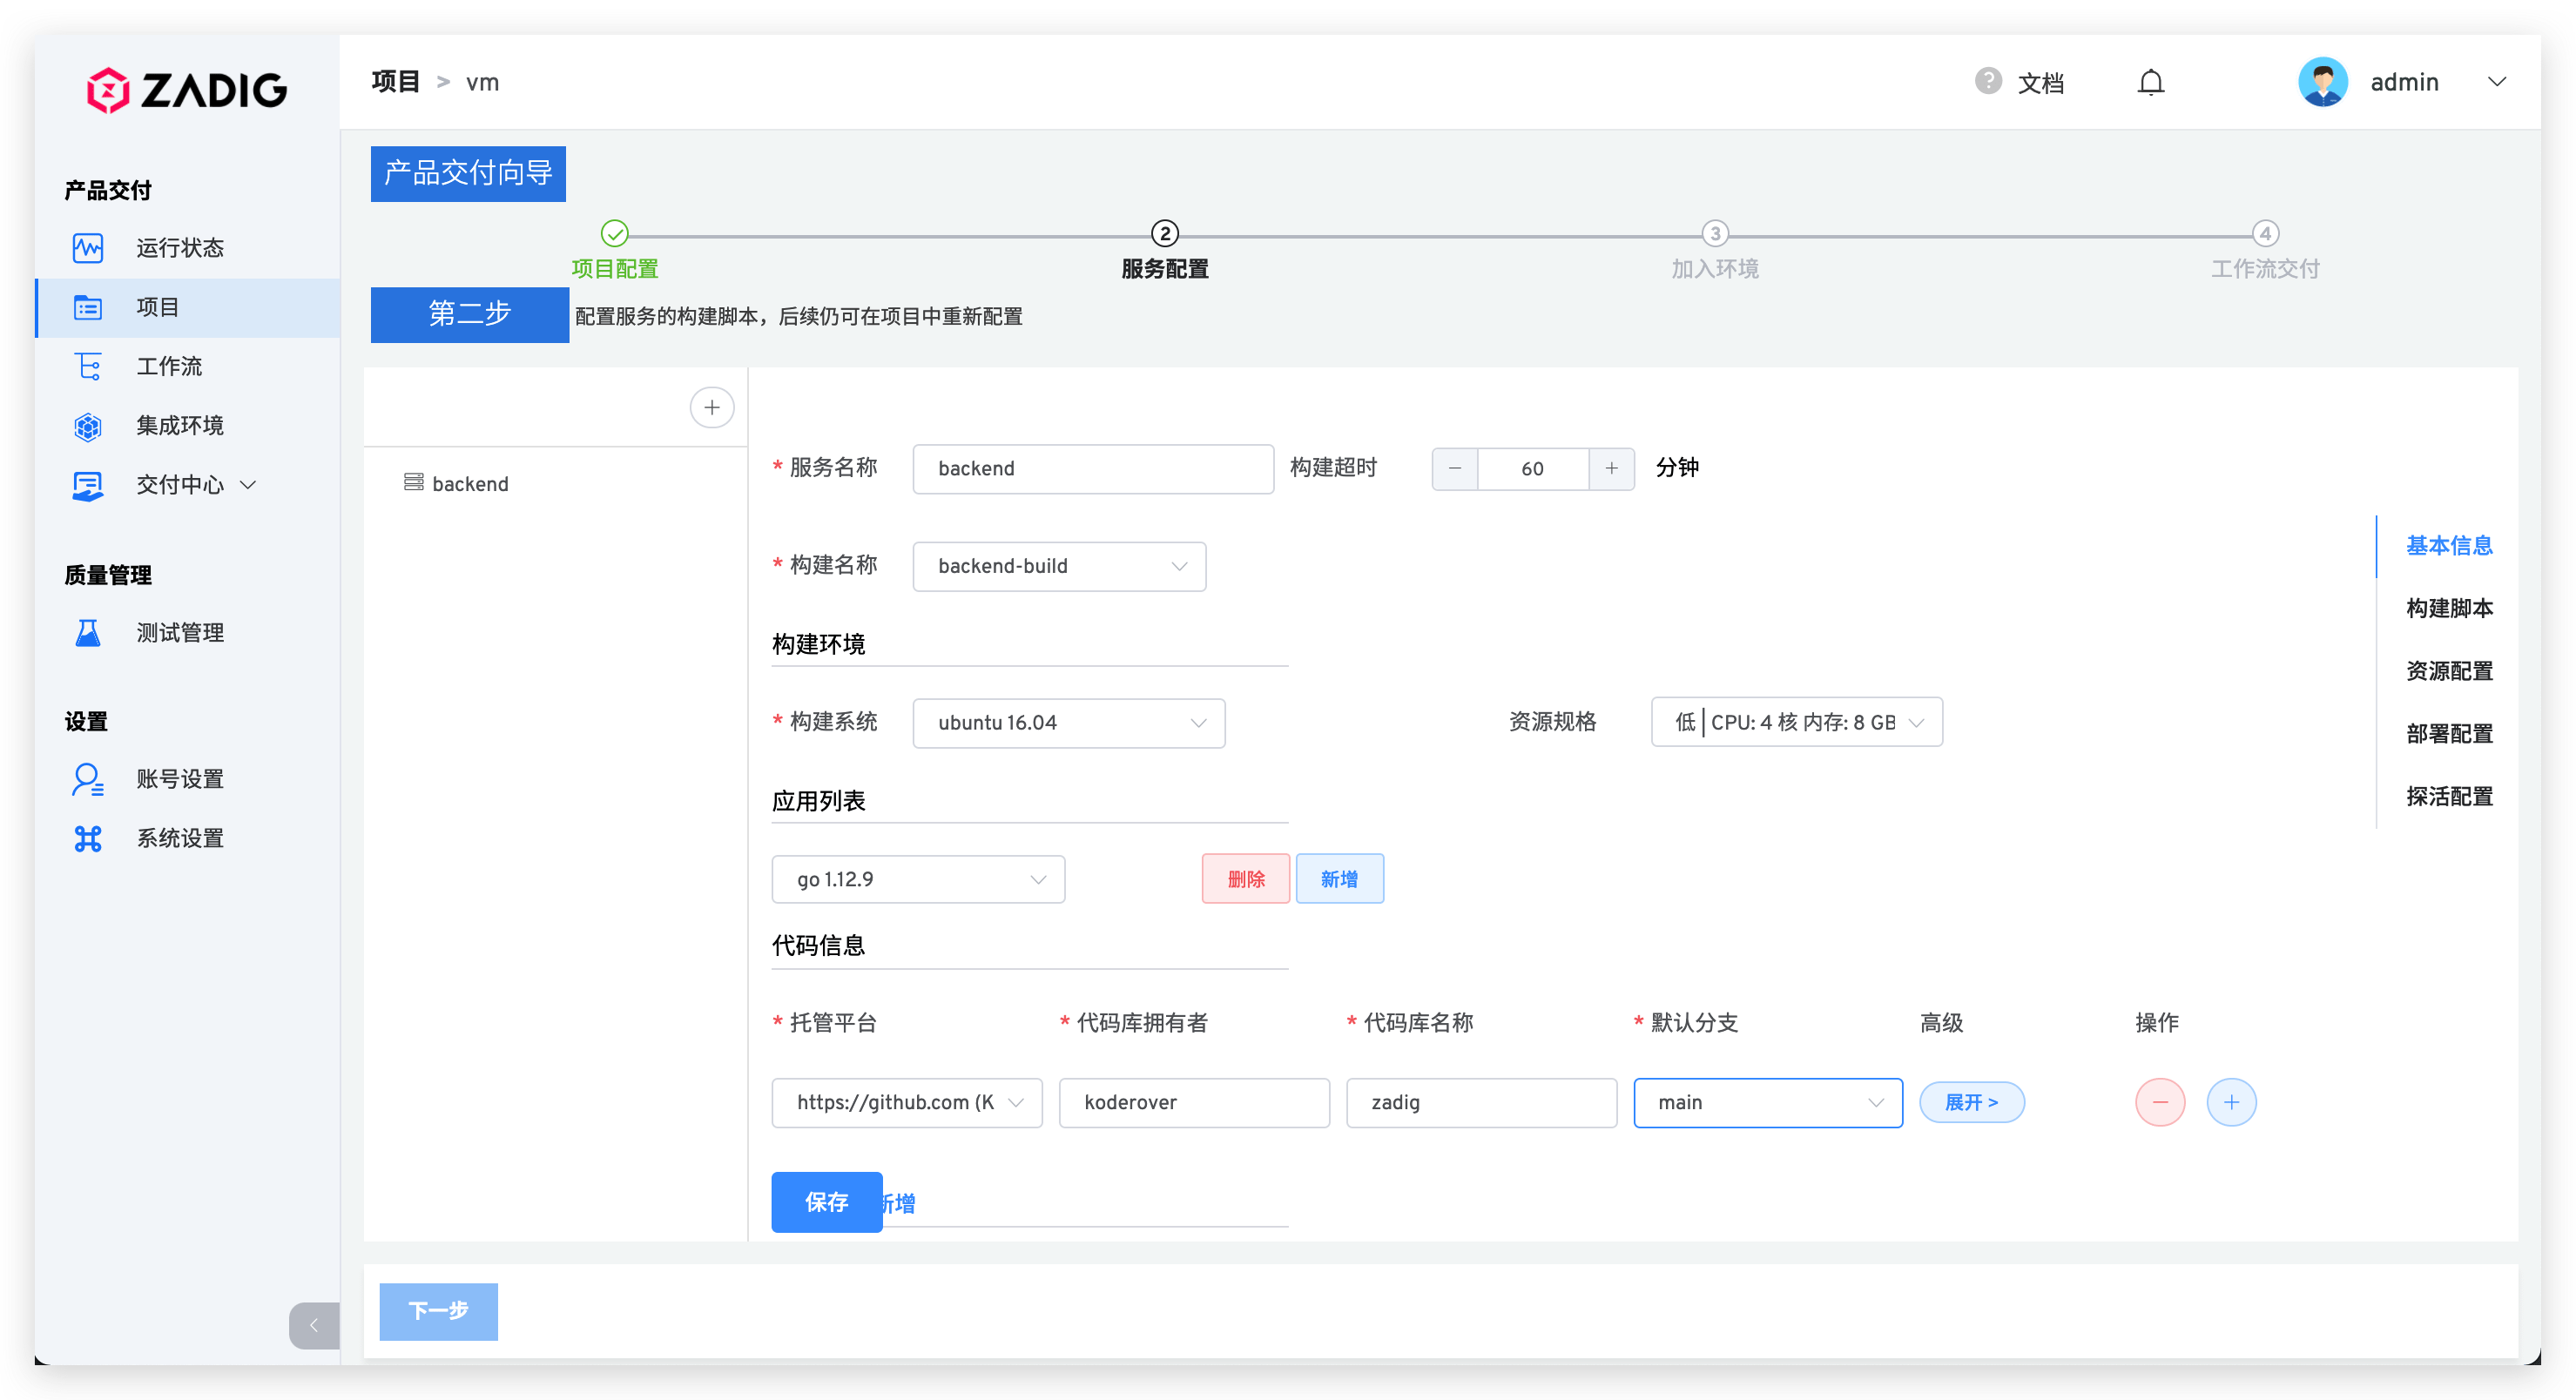 ZADIG
产品交付
运行状态
项目
工作流
集成环境
交付中心
质量管理
测试管理
设置
账号设置
系统设置
项目 > vm
? 文档
admin
产品交付向导
2 3 4
项目配置 服务配置 加入环境 工作流交付
第二步 配置服务的构建脚本，后续仍可在项目中重新配置
backend
* 服务名称 backend 构建超时 − 60 + 分钟
* 构建名称 backend-build
构建环境
* 构建系统 ubuntu 16.04 资源规格 低 | CPU: 4 核 内存: 8 GB
应用列表
go 1.12.9 删除 新增
代码信息
* 托管平台 * 代码库拥有者 * 代码库名称 * 默认分支 高级 操作
https://github.com (K koderover zadig main 展开 >
保存 新增
基本信息
构建脚本
资源配置
部署配置
探活配置
下一步